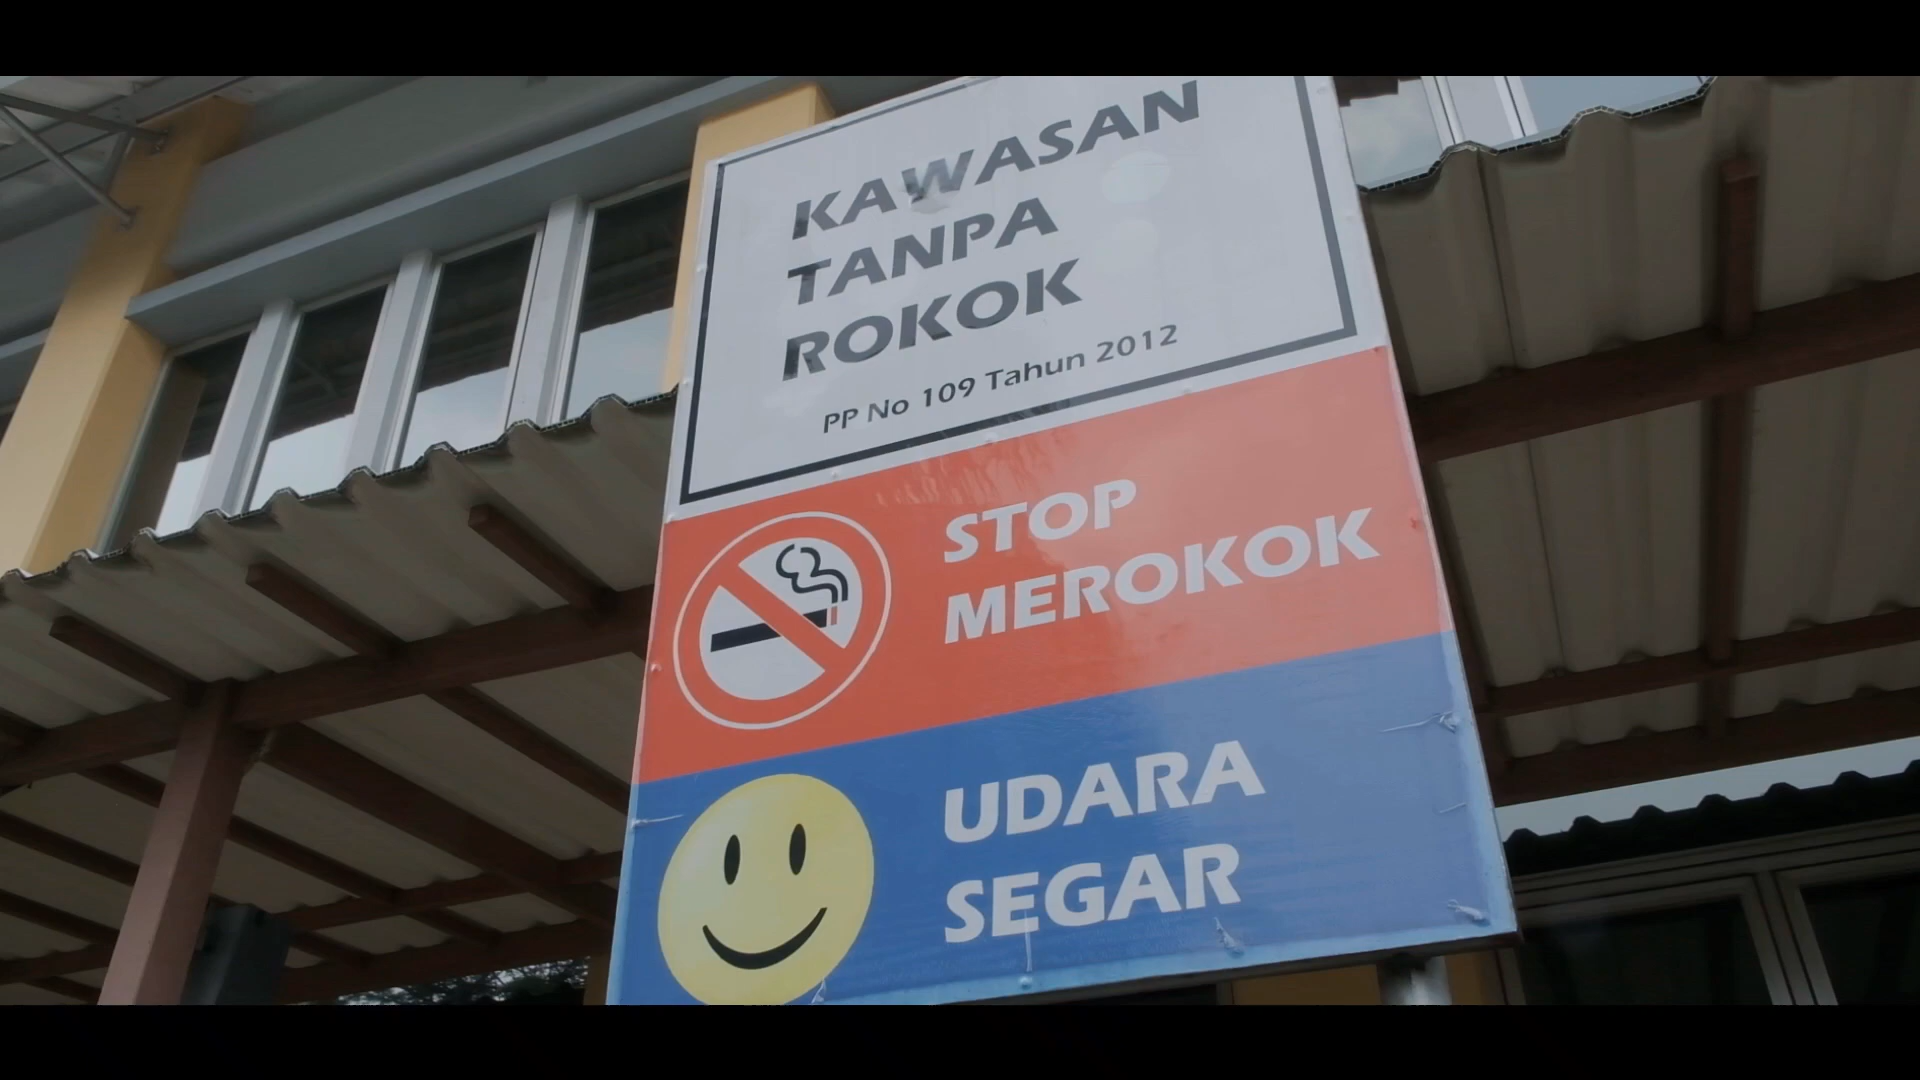 KAWASAN
TANPA
ROKOK
PP No 109 Tahun 2012
STOP
MEROKOK
UDARA
SEGAR